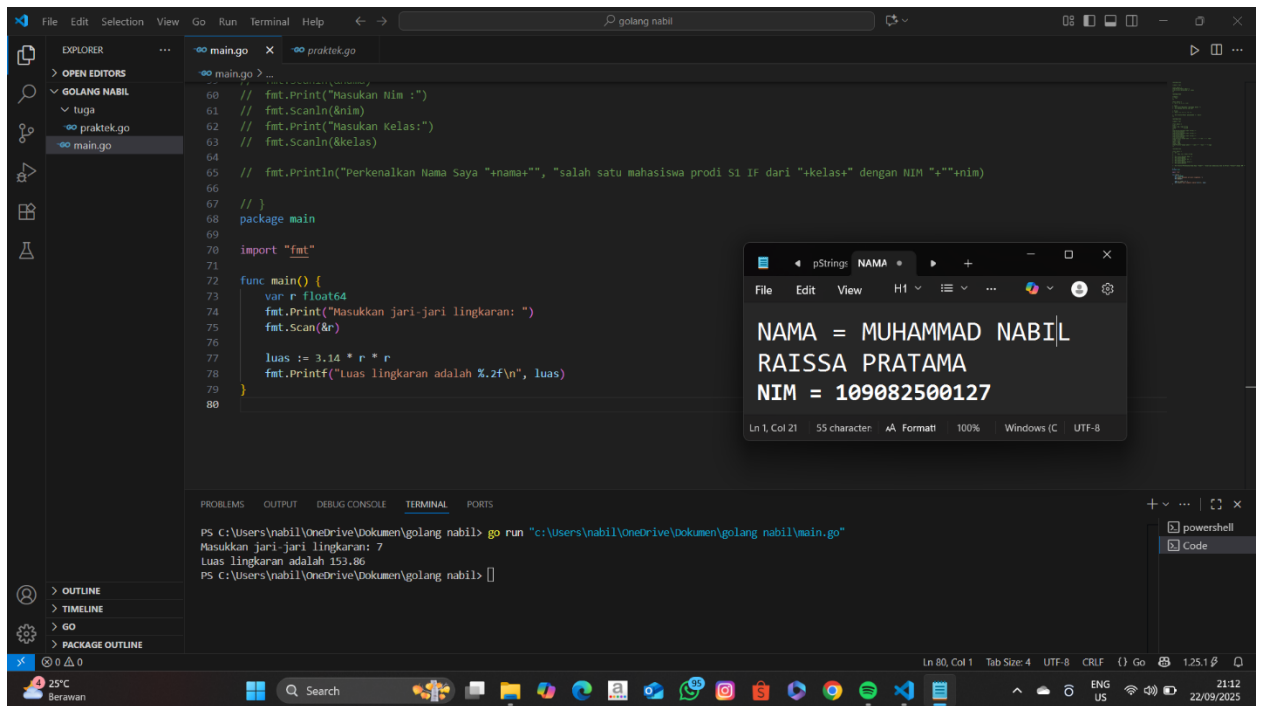 File Edit Selection View Go Run Terminal Help
golang nabil
EXPLORER
main.go
praktek.go
OPEN EDITORS
main.go > ...
GOLANG NABIL
tuga
praktek.go
main.go
60 // fmt.Print("Masukan Nim :")
61 // fmt.Scanln(&nim)
62 // fmt.Print("Masukan Kelas:")
63 // fmt.Scanln(&kelas)
64
65 // fmt.Println("Perkenalkan Nama Saya "+nama+"", "salah satu mahasiswa prodi S1 IF dari "+kelas+" dengan NIM "+""+nim)
66
67 // }
68 package main
69
70 import "fmt"
71
72 func main() {
73 var r float64
74 fmt.Print("Masukkan jari-jari lingkaran: ")
75 fmt.Scan(&r)
76
77 luas := 3.14 * r * r
78 fmt.Printf("Luas lingkaran adalah %.2f\n", luas)
79 }
80
pStrings NAMA
File Edit View H1
NAMA = MUHAMMAD NABIL
RAISSA PRATAMA
NIM = 109082500127
Ln 1, Col 21 55 character Formatt 100% Windows (C UTF-8
PROBLEMS OUTPUT DEBUG CONSOLE TERMINAL PORTS
PS C:\Users\nabil\OneDrive\Dokumen\golang nabil> go run "c:\Users\nabil\OneDrive\Dokumen\golang nabil\main.go"
Masukkan jari-jari lingkaran: 7
Luas lingkaran adalah 153.86
PS C:\Users\nabil\OneDrive\Dokumen\golang nabil>
powershell
Code
OUTLINE
TIMELINE
GO
PACKAGE OUTLINE
0 0
Ln 80, Col 1 Tab Size: 4 UTF-8 CRLF {} Go 1.25.1
4
25°C
Berawan
Search
95
ENG
US
21:12
22/09/2025